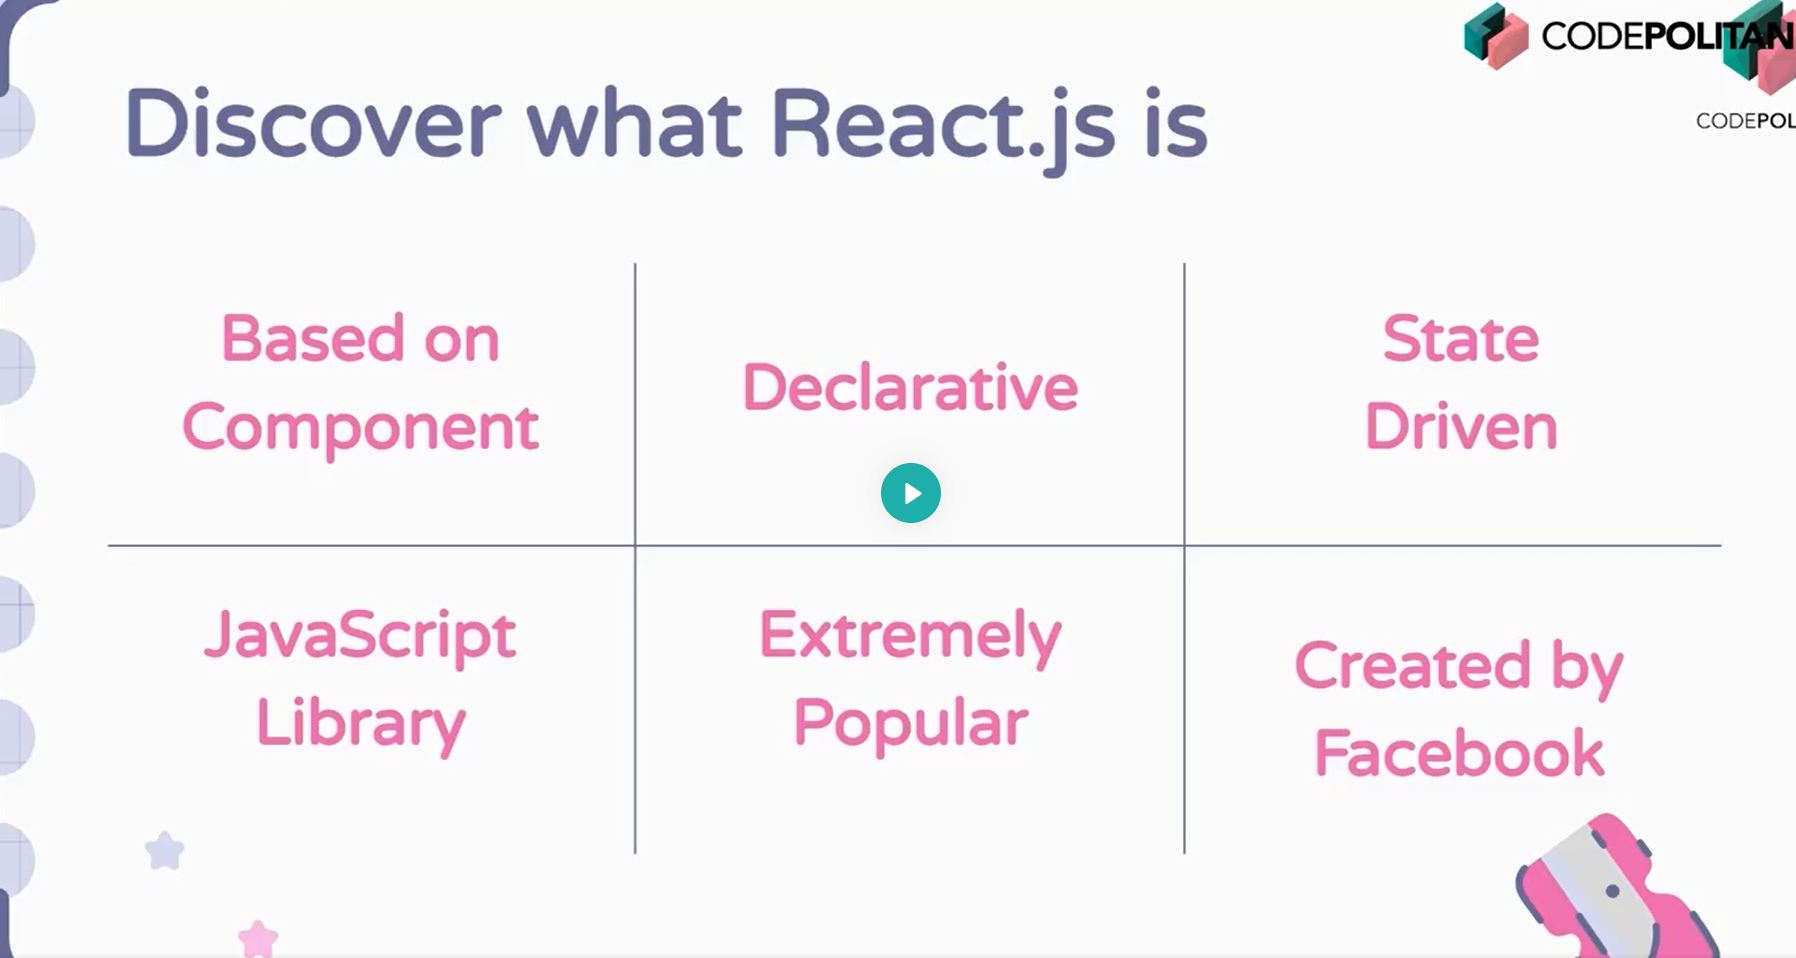 CODEPOLITAN
CODEPOL
Discover what React.js is
Based on
Component
Declarative
State
Driven
JavaScript
Library
Extremely
Popular
Created by
Facebook